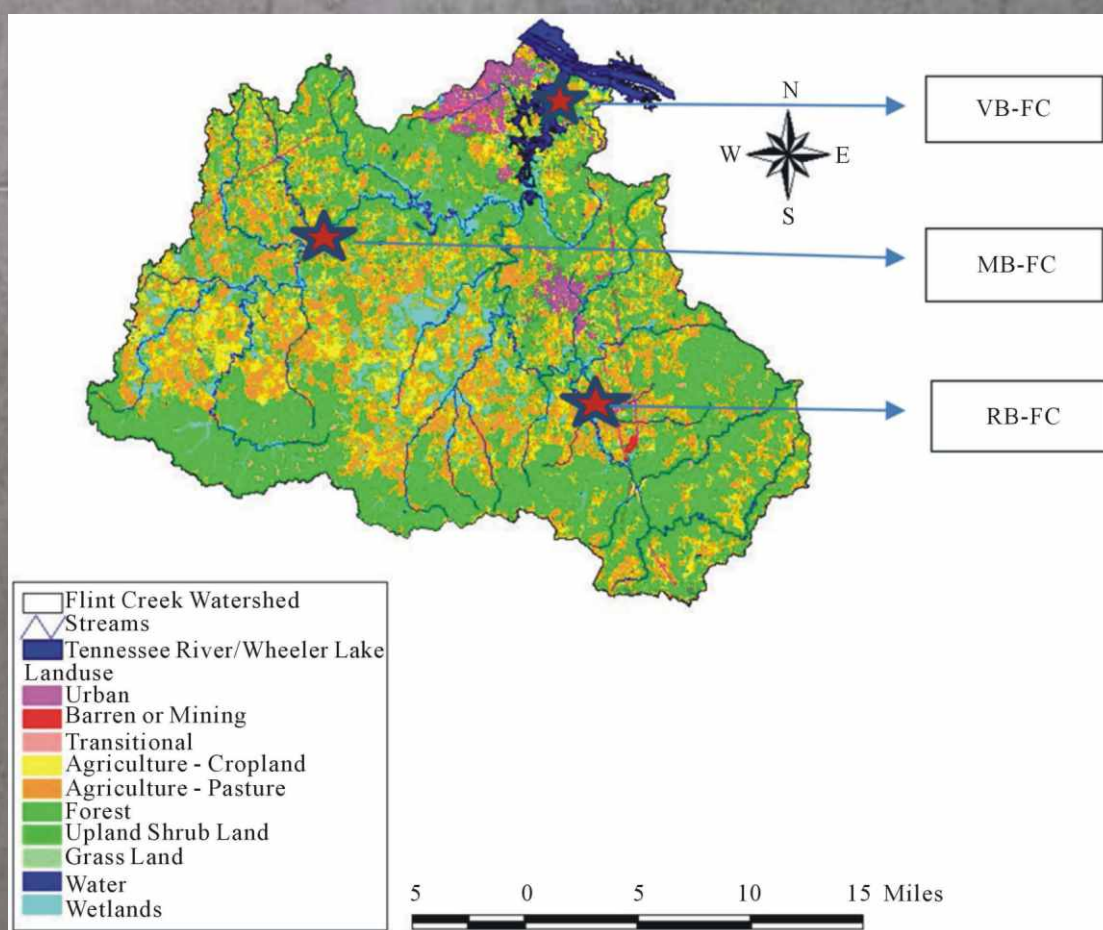 VB-FC
N
W E
S
MB-FC
RB-FC
Flint Creek Watershed
Streams
Tennessee River/Wheeler Lake
Landuse
Urban
Barren or Mining
Transitional
Agriculture - Cropland
Agriculture - Pasture
Forest
Upland Shrub Land
Grass Land
Water
Wetlands
5 0 5 10 15 Miles